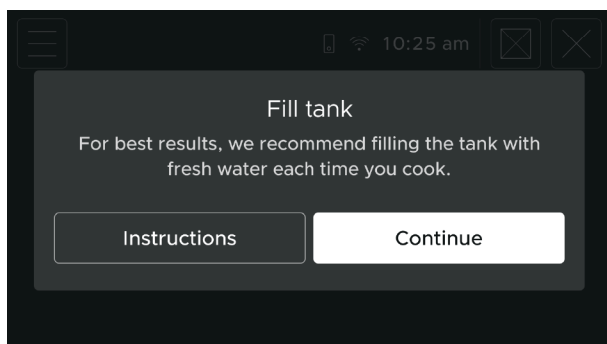 10:25 am
Fill tank
For best results, we recommend filling the tank with
fresh water each time you cook.
Instructions
Continue